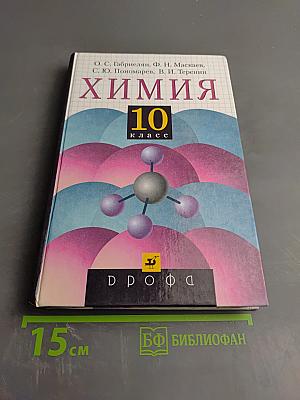 О. С. Габриелян, Ф. Н. Маскаев,
С. Ю. Пономарев, В. И. Теренин
ХИМИЯ
10
класс
дрофа
15 см
БФ БИБЛИОФАН